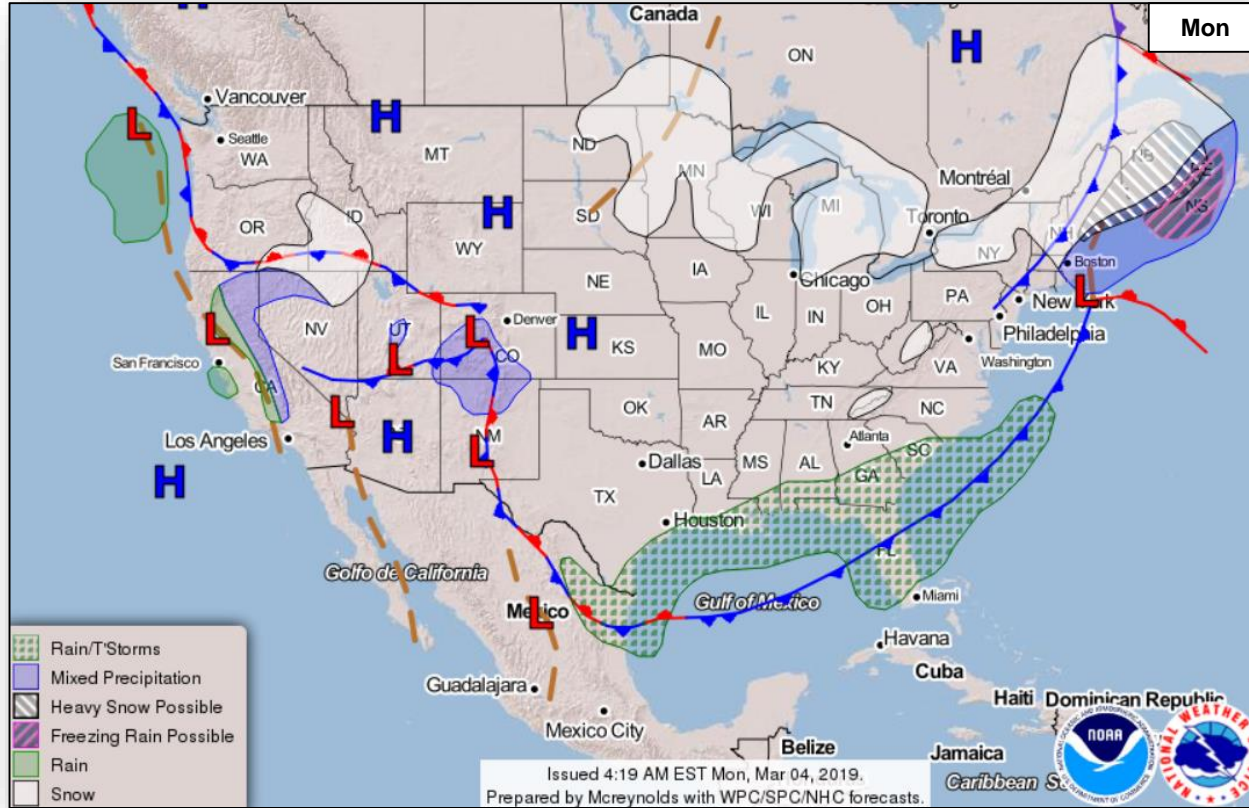 Mon
Canada
H
H
ON
Vancouver
L
Seattle
WA
MT
ND
MN
NB
Montréal
OR
ID
H
SD
WI
MI
Toronto
NY
NH
NS
WY
Boston
IA
Chicago
NE
PA
New York
L
NV
UT
L
Denver
CO
H
IL
IN
OH
Philadelphia
L
San Francisco
L
KS
MO
KY
VA
Washington
CA
L
H
OK
AR
TN
NC
Los Angeles
NM
L
Dallas
MS
AL
Atlanta
GA
SC
H
TX
LA
Houston
FL
Golfo de California
Mexico
L
Gulf of Mexico
Miami
Havana
Cuba
Guadalajara
Mexico City
Haiti
Dominican Republic
Belize
Jamaica
Rain/T'Storms
Mixed Precipitation
Heavy Snow Possible
Freezing Rain Possible
Rain
Snow
Issued 4:19 AM EST Mon, Mar 04, 2019.
Prepared by Mcreynolds with WPC/SPC/NHC forecasts.
Caribbean
NOAA
NATIONAL WEATHER